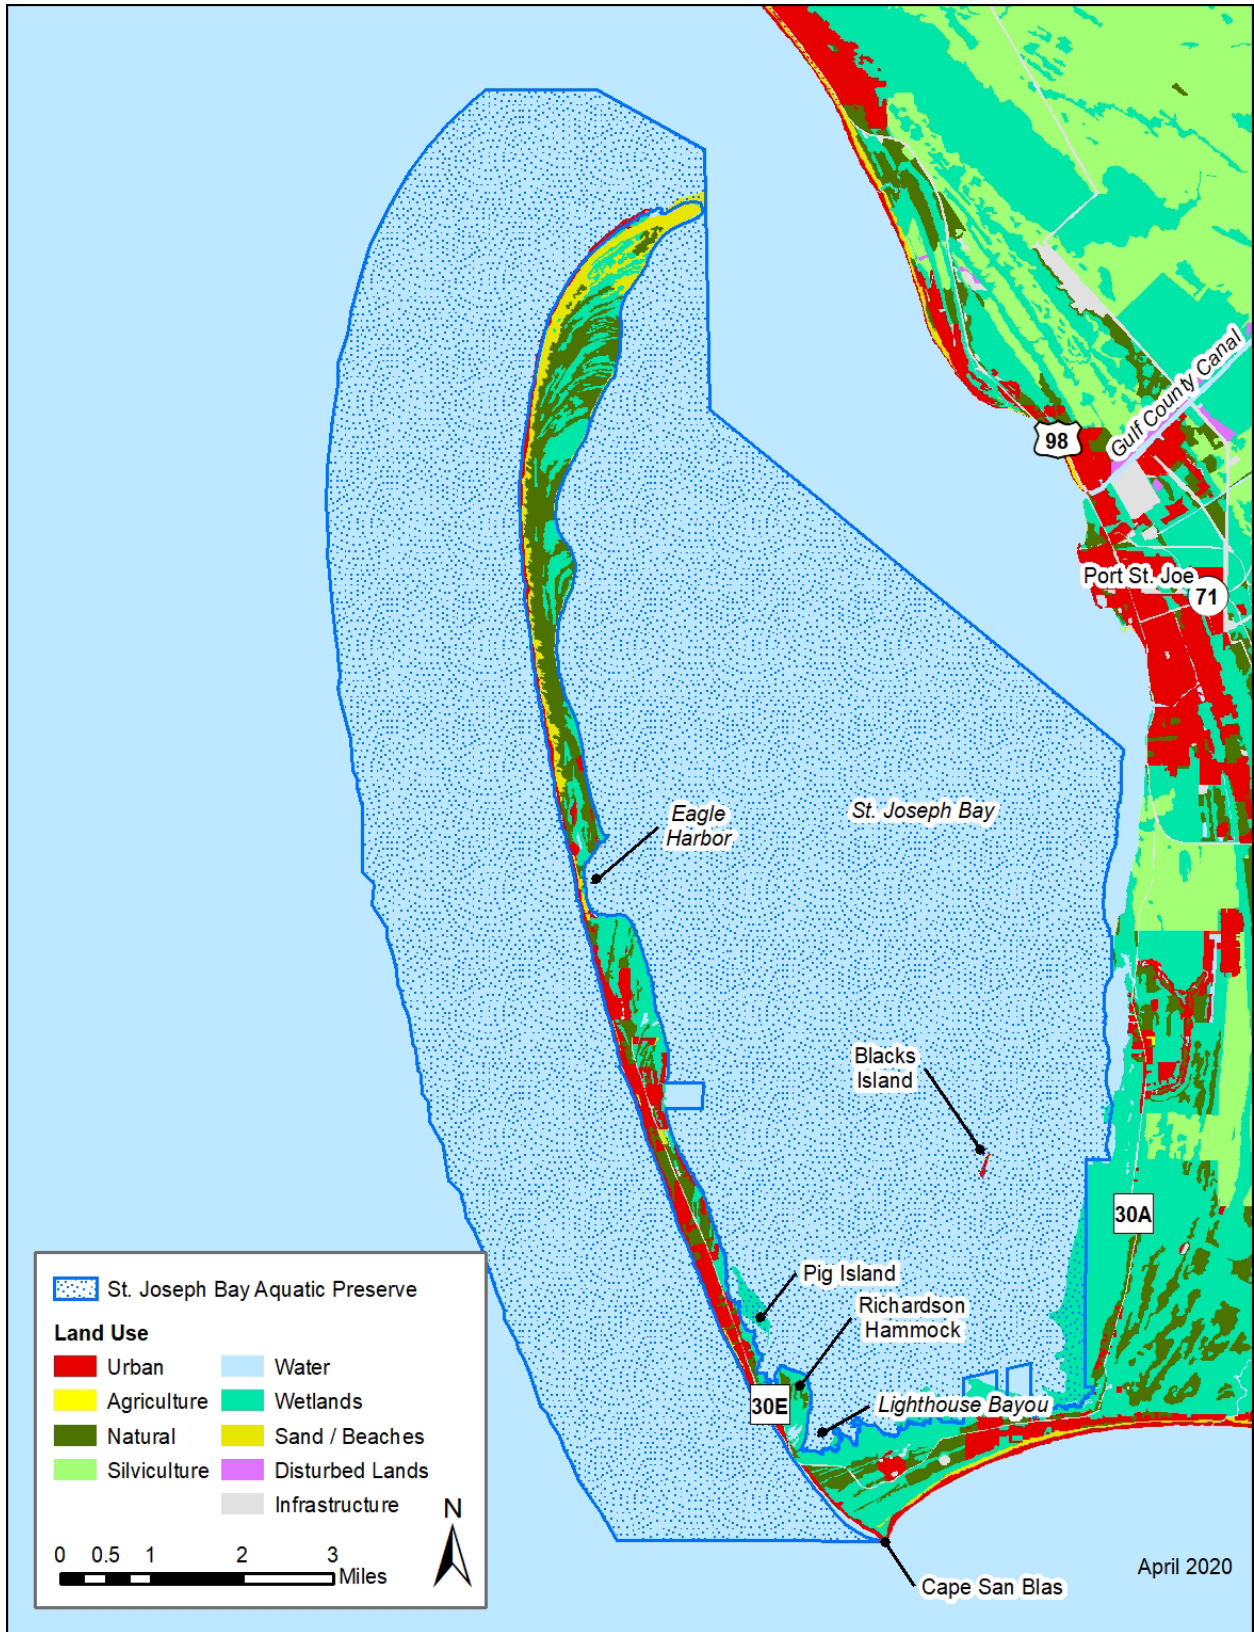 Gulf County Canal
98
Port St. Joe
71
Eagle
Harbor
St. Joseph Bay
Blacks
Island
30A
Pig Island
Richardson
Hammock
30E
Lighthouse Bayou
Cape San Blas
April 2020
St. Joseph Bay Aquatic Preserve
Land Use
Urban
Agriculture
Natural
Silviculture
Water
Wetlands
Sand / Beaches
Disturbed Lands
Infrastructure
N
0 0.5 1 2 3
Miles